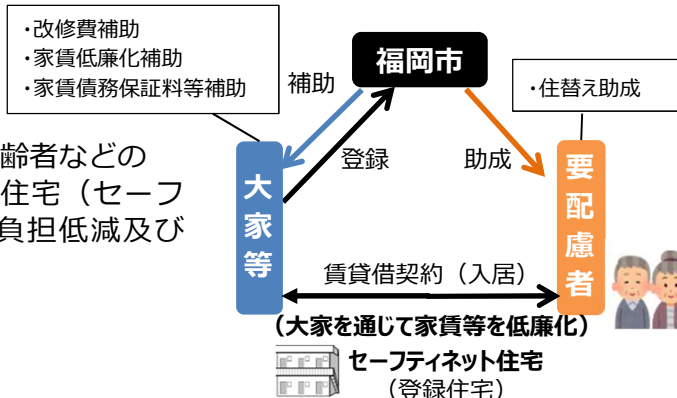 ・改修費補助
・家賃低廉化補助
・家賃債務保証料等補助
福岡市
・住替え助成
補助
登録
助成
齢者などの
住宅（セーフ
負担低減及び
大家等
要配慮者
賃貸借契約（入居）
（大家を通じて家賃等を低廉化）
セーフティネット住宅
（登録住宅）